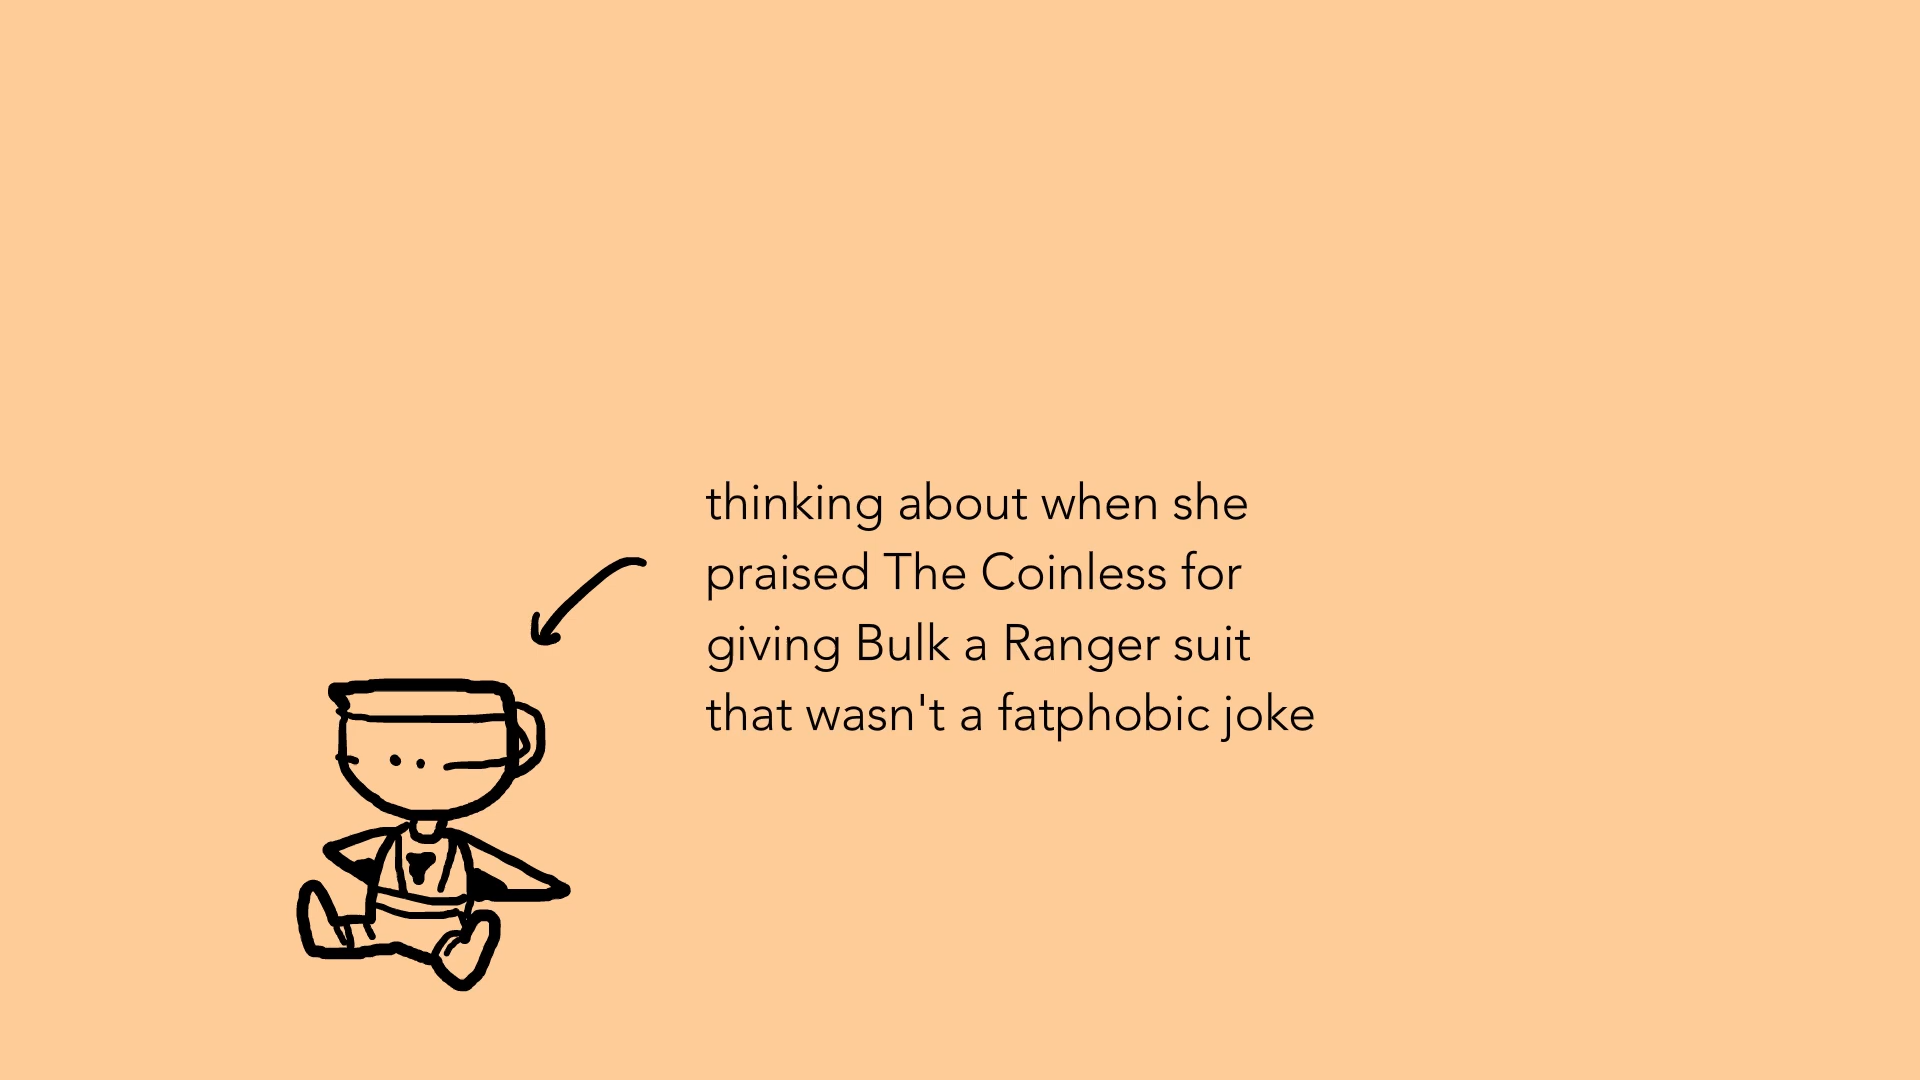 thinking about when she
praised The Coinless for
giving Bulk a Ranger suit
that wasn't a fatphobic joke